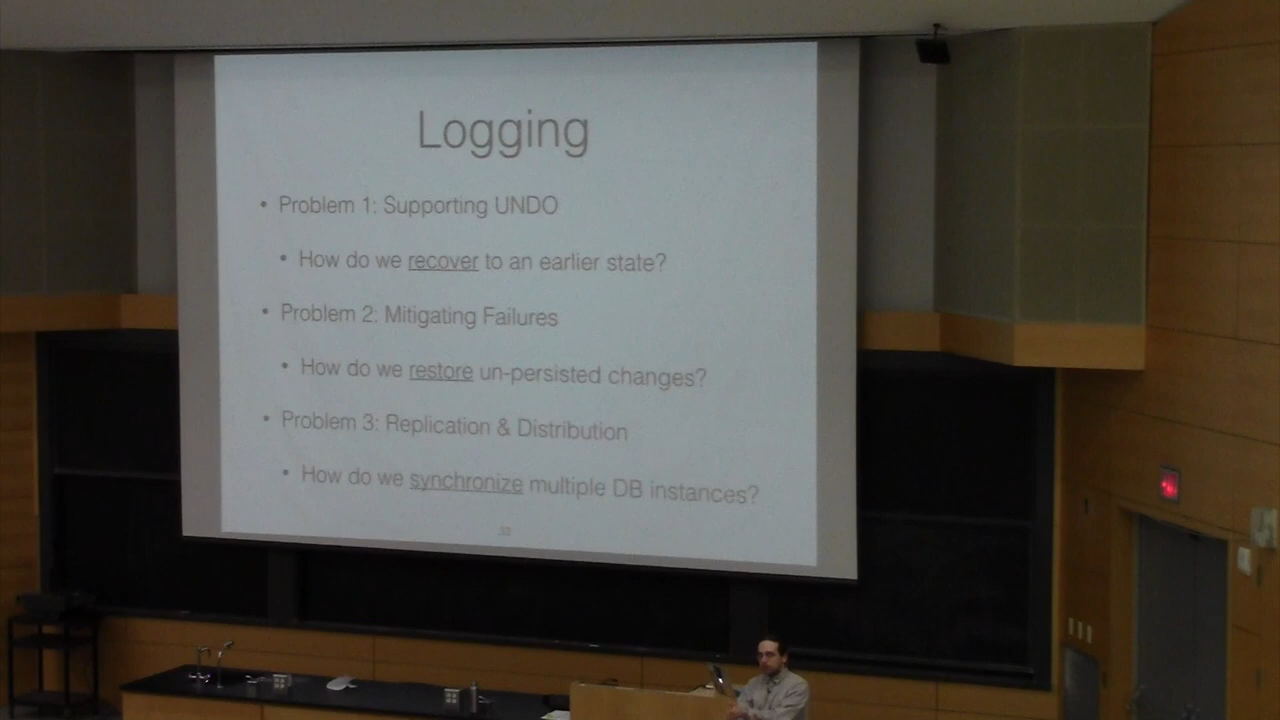 Logging
• Problem 1: Supporting UNDO
• How do we recover to an earlier state?
• Problem 2: Mitigating Failures
• How do we restore un-persisted changes?
• Problem 3: Replication & Distribution
• How do we synchronize multiple DB instances?